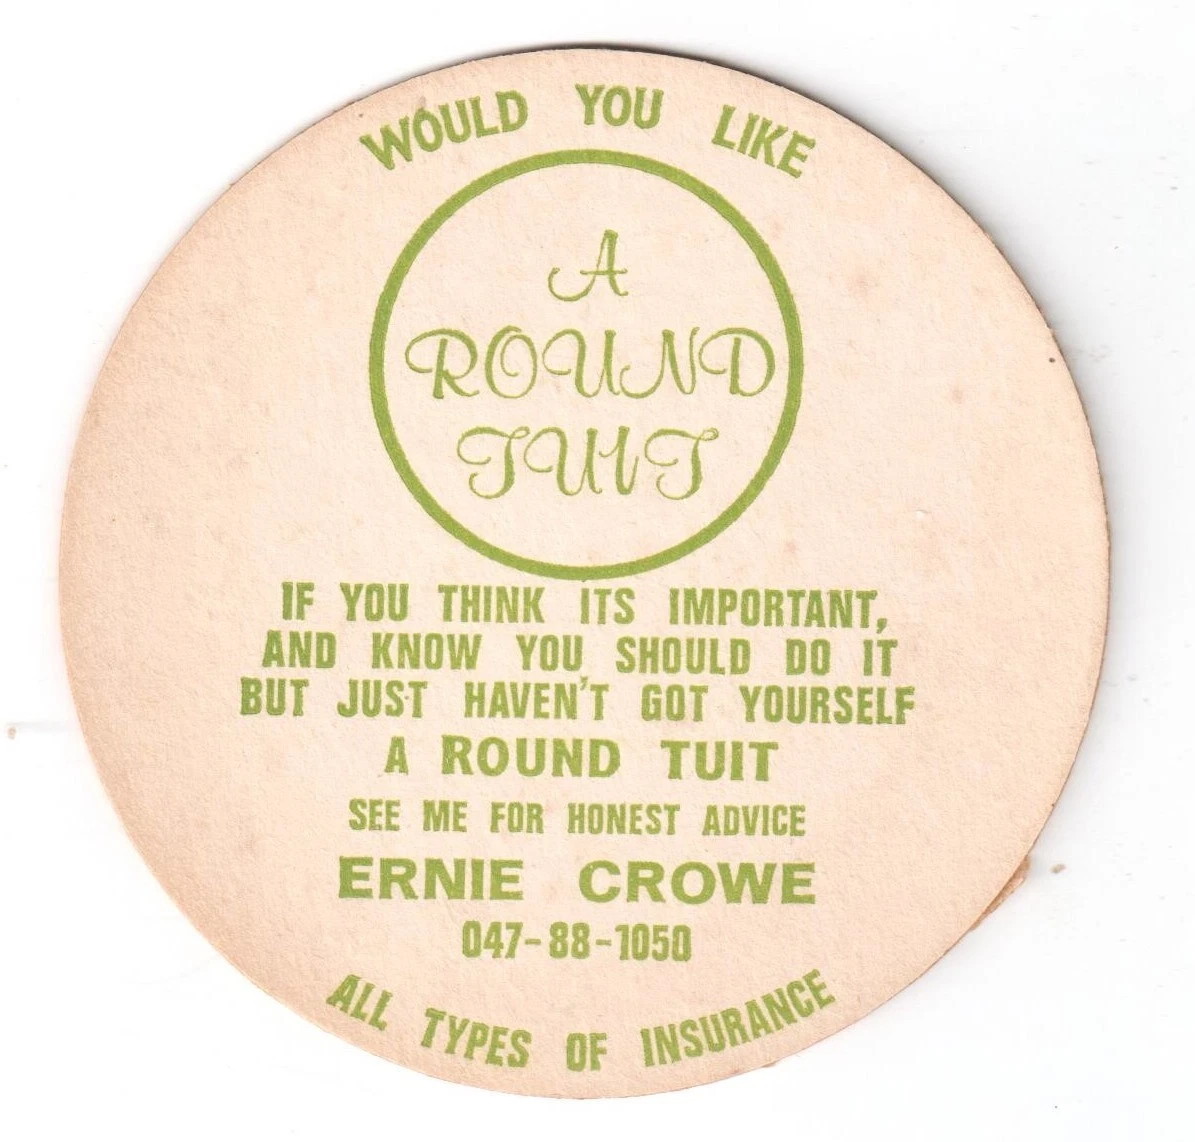 WOULD YOU LIKE
A
ROUND
TUIT
IF YOU THINK ITS IMPORTANT,
AND KNOW YOU SHOULD DO IT
BUT JUST HAVEN'T GOT YOURSELF
A ROUND TUIT
SEE ME FOR HONEST ADVICE
ERNIE CROWE
047-88-1050
ALL TYPES OF INSURANCE